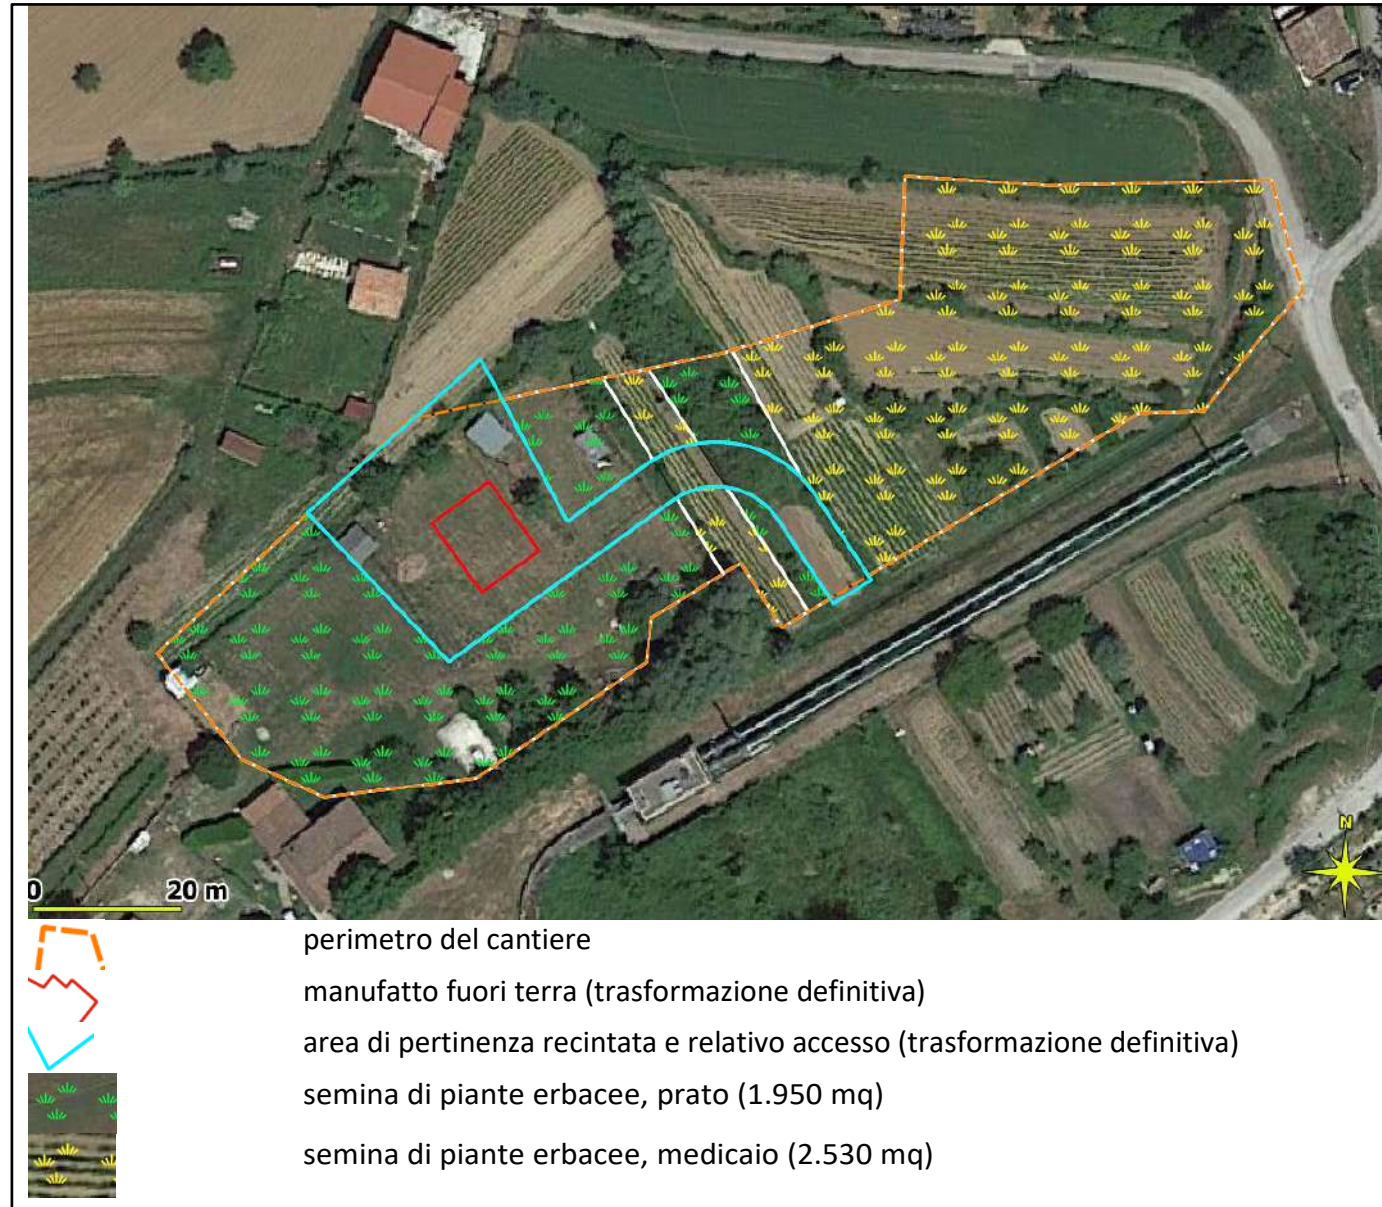 N
0 20 m
perimetro del cantiere
manufatto fuori terra (trasformazione definitiva)
area di pertinenza recintata e relativo accesso (trasformazione definitiva)
semina di piante erbacee, prato (1.950 mq)
semina di piante erbacee, medicaio (2.530 mq)